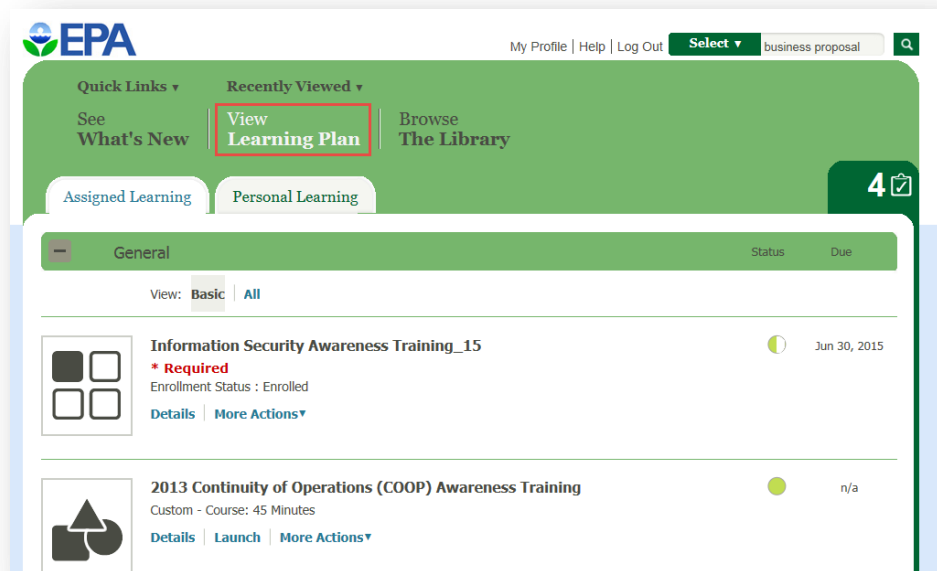 EPA
My Profile | Help | Log Out Select ▼ business proposal
Quick Links ▼ Recently Viewed ▼
See
What's New
View
Learning Plan
Browse
The Library
Assigned Learning Personal Learning
4
General Status Due
View: Basic | All
Information Security Awareness Training_15
* Required
Enrollment Status : Enrolled
Jun 30, 2015
Details | More Actions▼
2013 Continuity of Operations (COOP) Awareness Training
Custom - Course: 45 Minutes
n/a
Details | Launch | More Actions▼